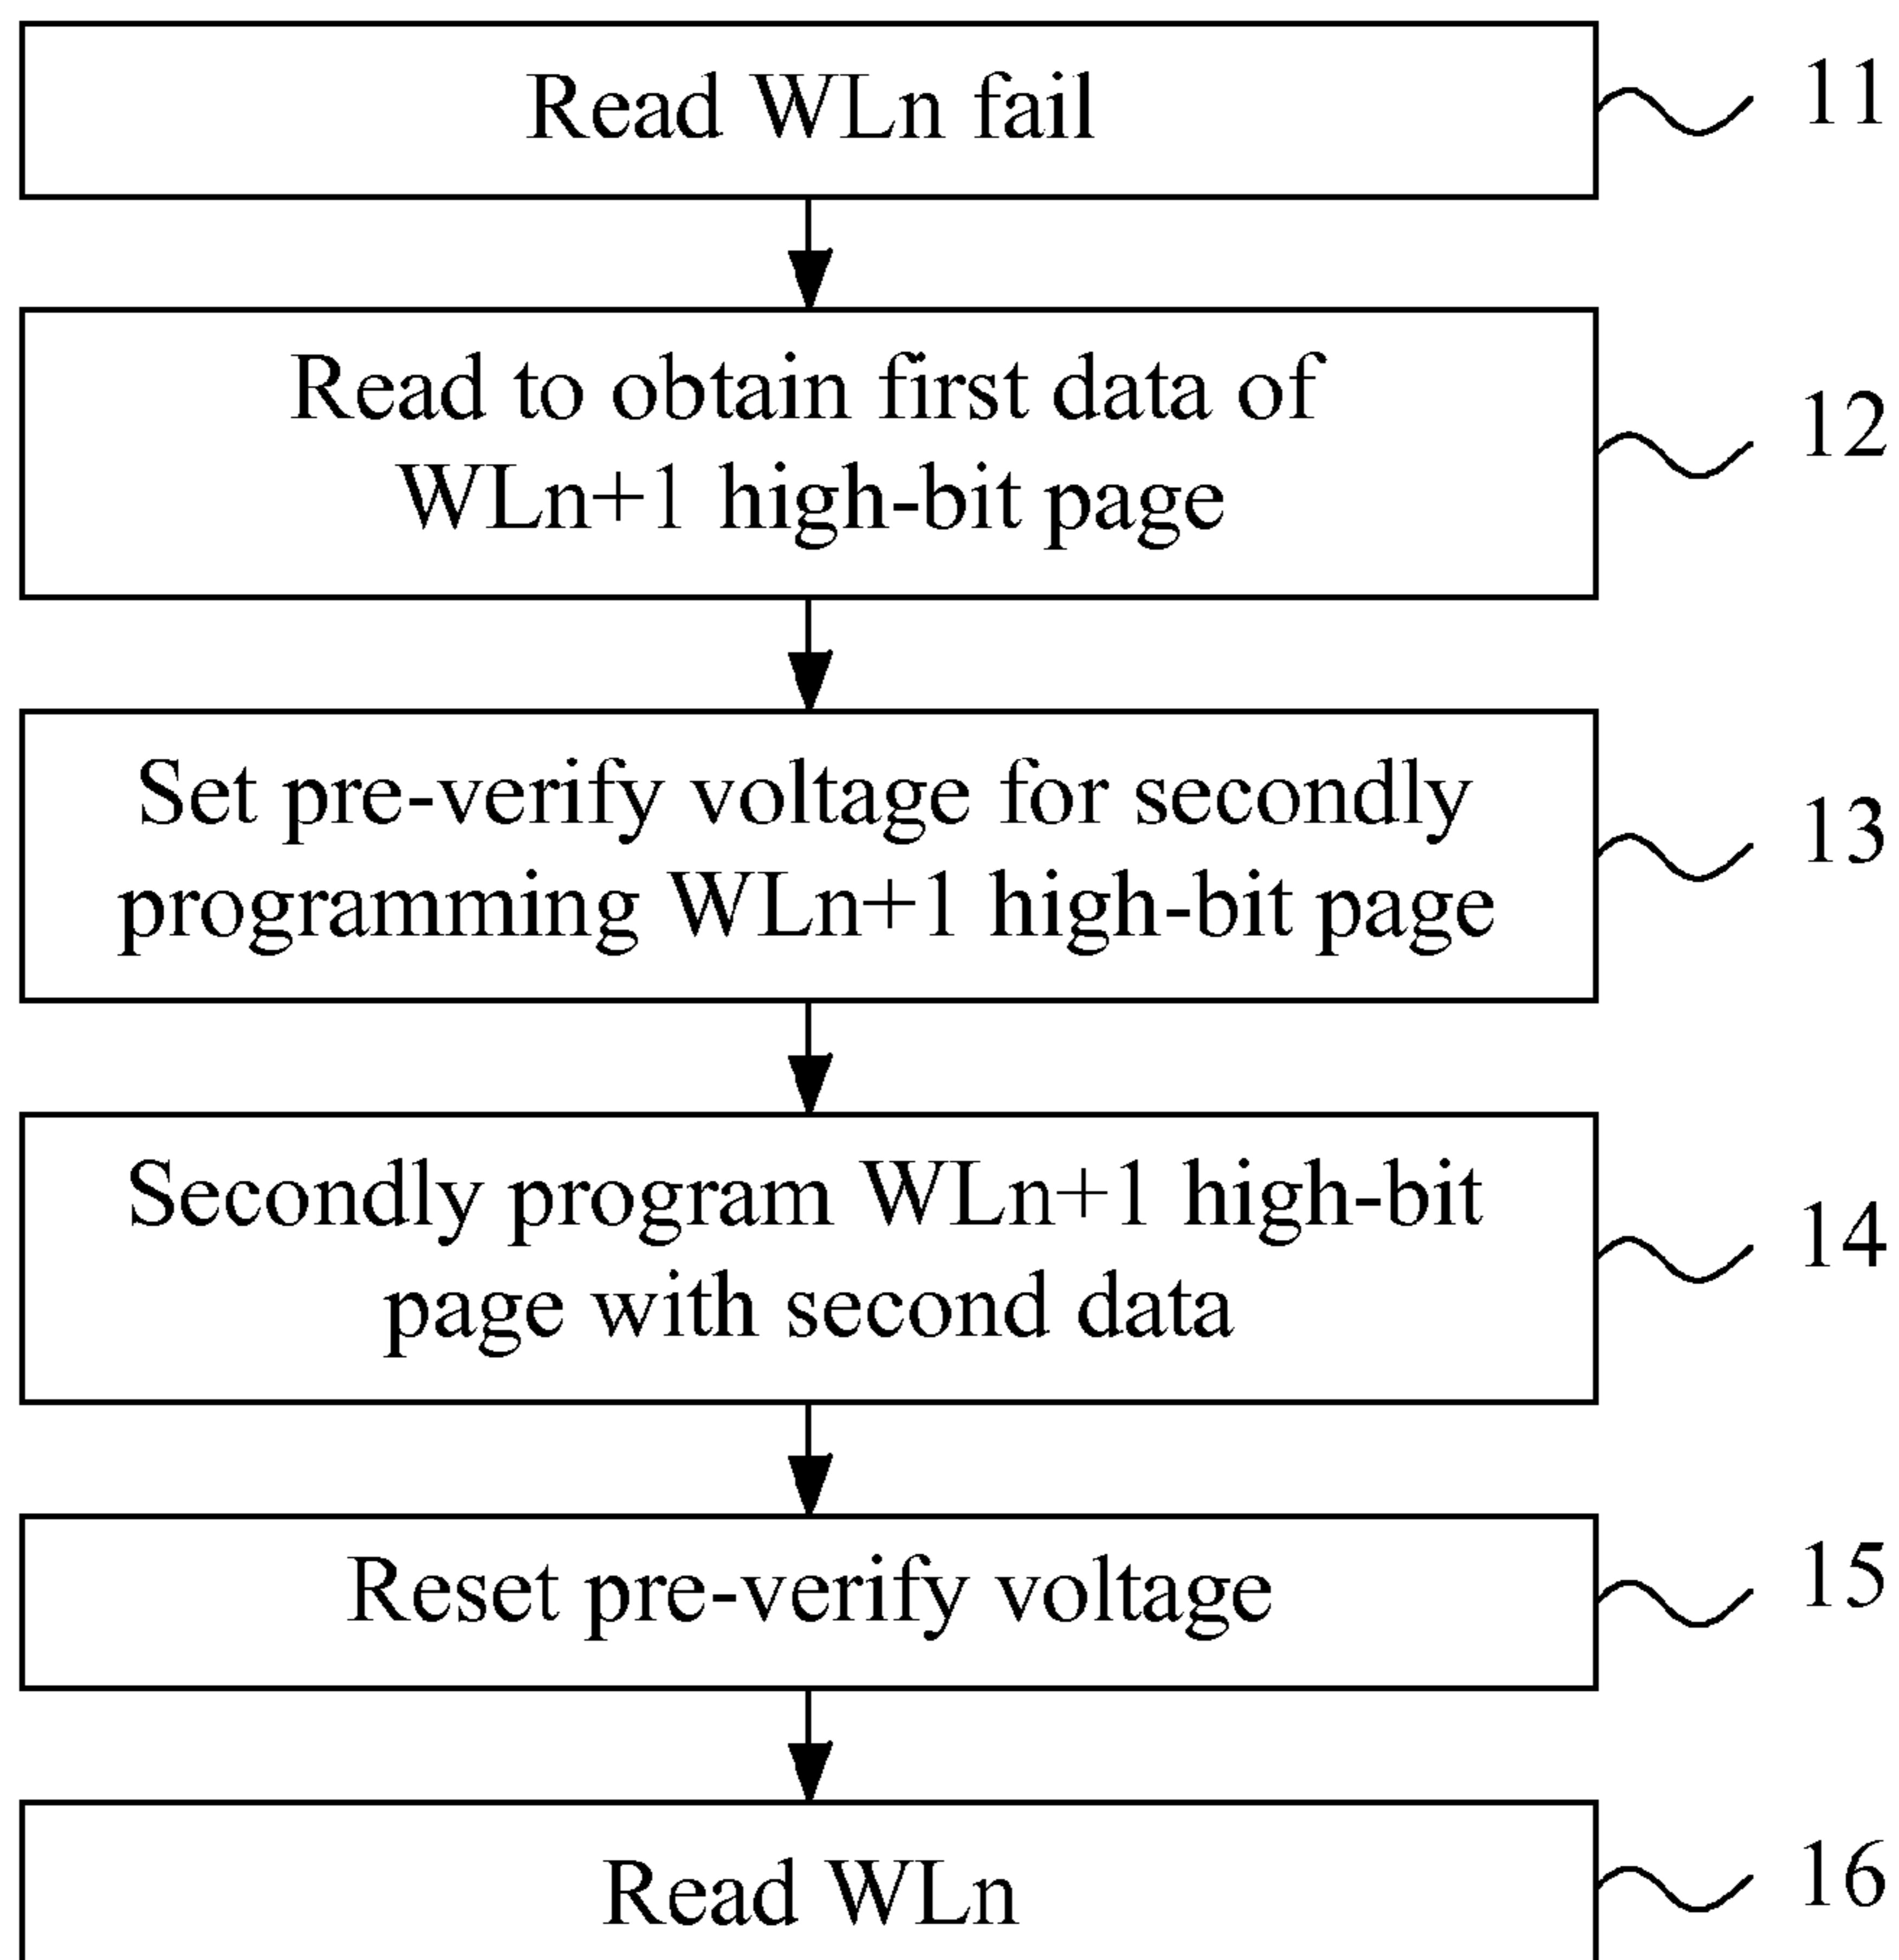 Read WLn fail
11
Read to obtain first data of
WLn+1 high-bit page
12
Set pre-verify voltage for secondly
programming WLn+1 high-bit page
13
Secondly program WLn+1 high-bit
page with second data
14
Reset pre-verify voltage
15
Read WLn
16